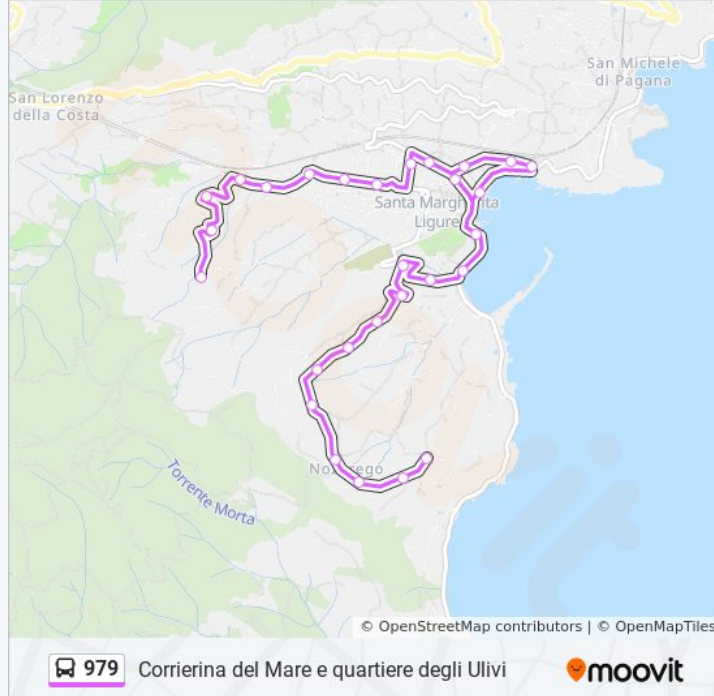 San Michele
di Pagana
San Lorenzo
della Costa
Santa Margherita
Ligure
Nozarego
Torrente Morta
© OpenStreetMap contributors | © OpenMapTiles
979 Corrierina del Mare e quartiere degli Ulivi moovit